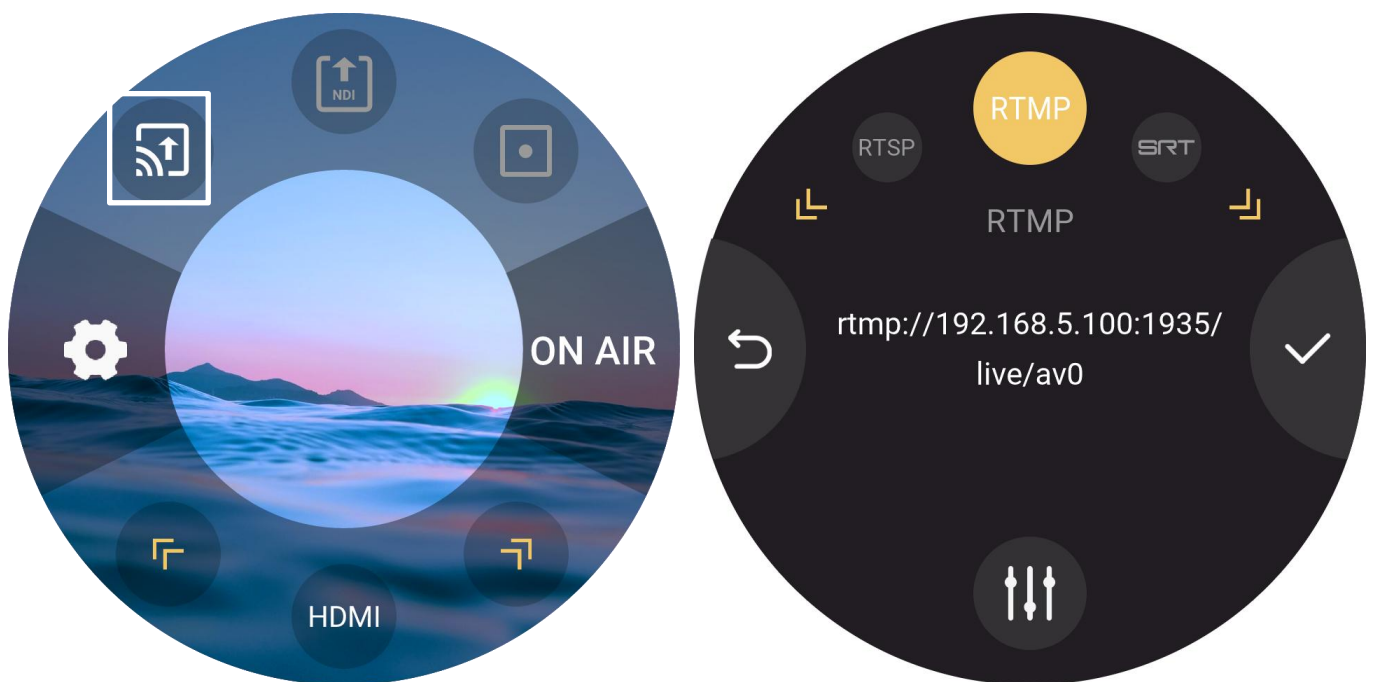 NDI
ON AIR
HDMI
RTMP
RTSP
SRT
RTMP
rtmp://192.168.5.100:1935/
live/av0